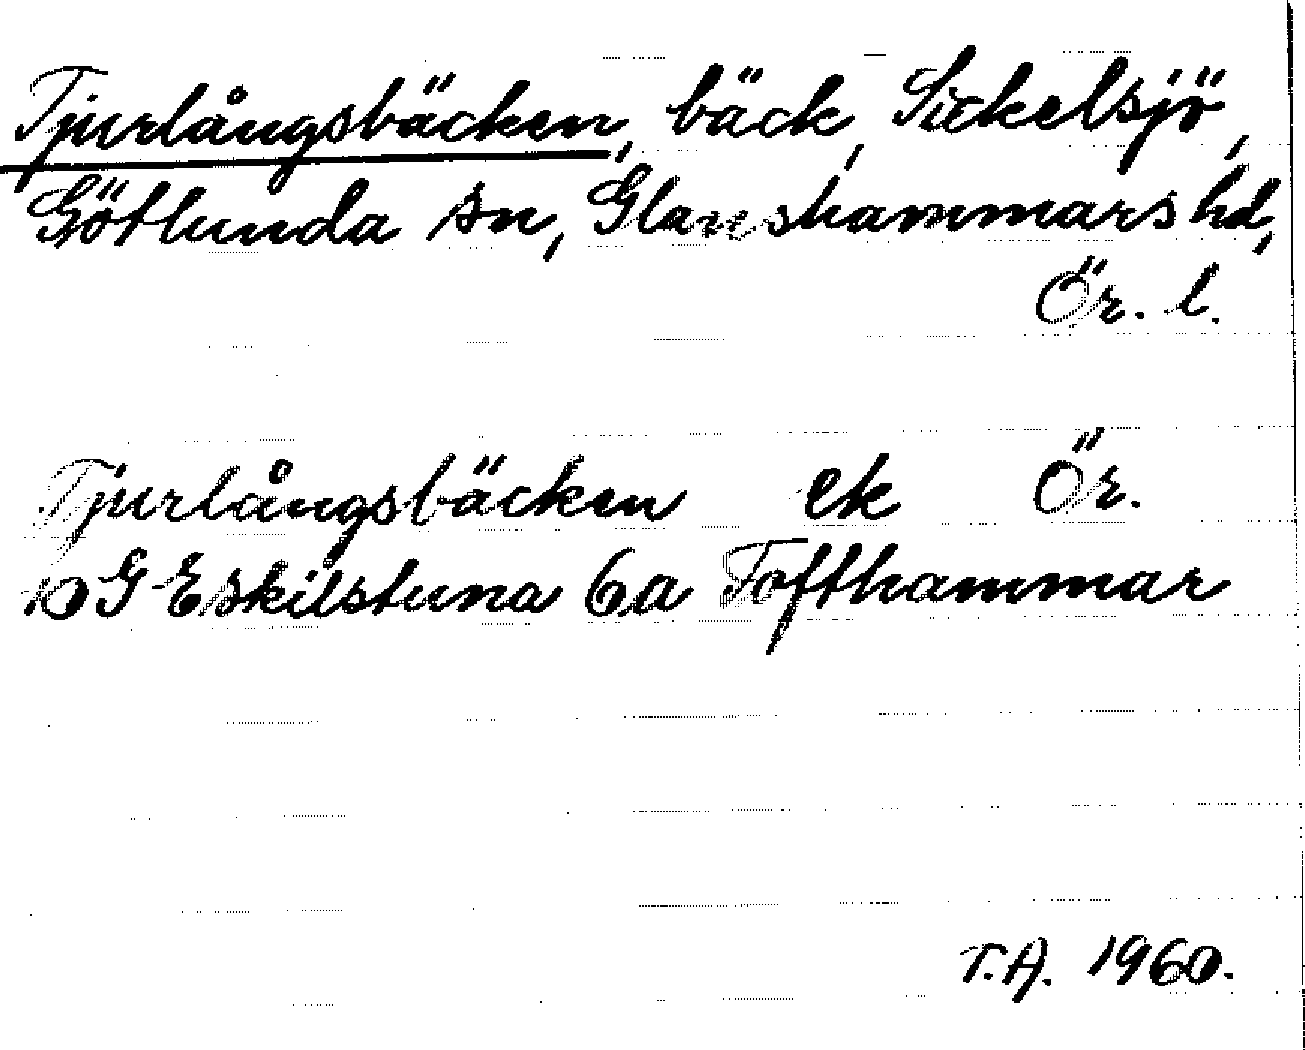 Tjurlångsbäcken, bäck, Sickelsjö,
Götlunda sn, Glanshammars hd,
Ör. l.
Tjurlångsbäcken ek Ör.
10 G Eskilstuna 6a Tofthammar
T.A. 1960.